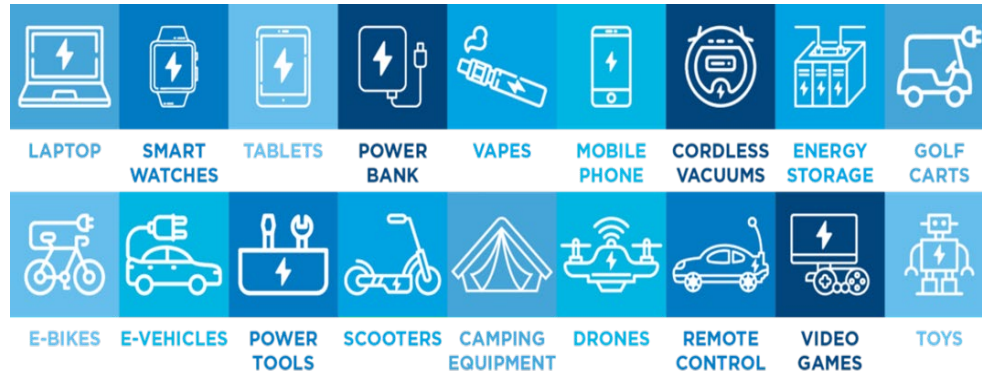 LAPTOP
SMART WATCHES
TABLETS
POWER BANK
VAPES
MOBILE PHONE
CORDLESS VACUUMS
ENERGY STORAGE
GOLF CARTS
E-BIKES
E-VEHICLES
POWER TOOLS
SCOOTERS
CAMPING EQUIPMENT
DRONES
REMOTE CONTROL
VIDEO GAMES
TOYS